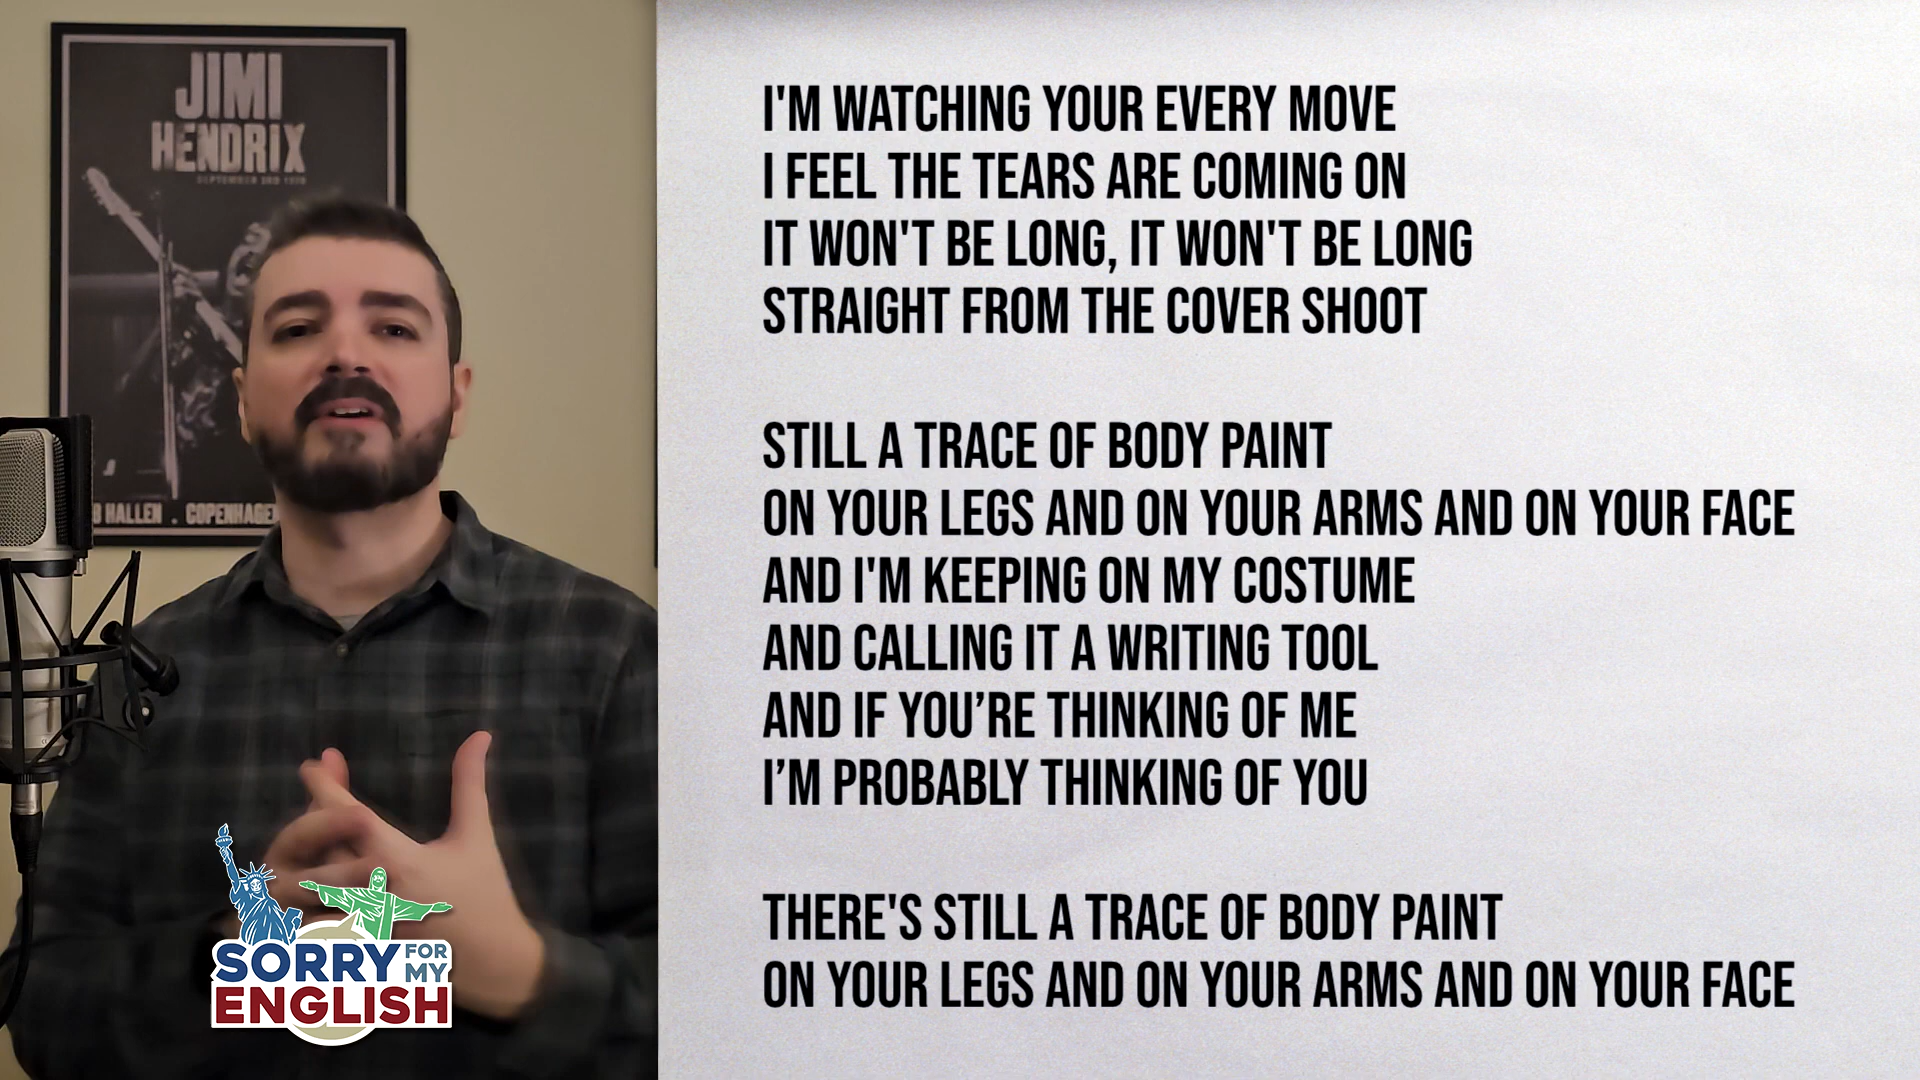 JIMI
HENDRIX
SEPTEMBER 3RD 1970
HALLEN . COPENHAGEN
I'M WATCHING YOUR EVERY MOVE
I FEEL THE TEARS ARE COMING ON
IT WON'T BE LONG, IT WON'T BE LONG
STRAIGHT FROM THE COVER SHOOT
STILL A TRACE OF BODY PAINT
ON YOUR LEGS AND ON YOUR ARMS AND ON YOUR FACE
AND I'M KEEPING ON MY COSTUME
AND CALLING IT A WRITING TOOL
AND IF YOU’RE THINKING OF ME
I’M PROBABLY THINKING OF YOU
THERE'S STILL A TRACE OF BODY PAINT
ON YOUR LEGS AND ON YOUR ARMS AND ON YOUR FACE
SORRY FOR MY
ENGLISH